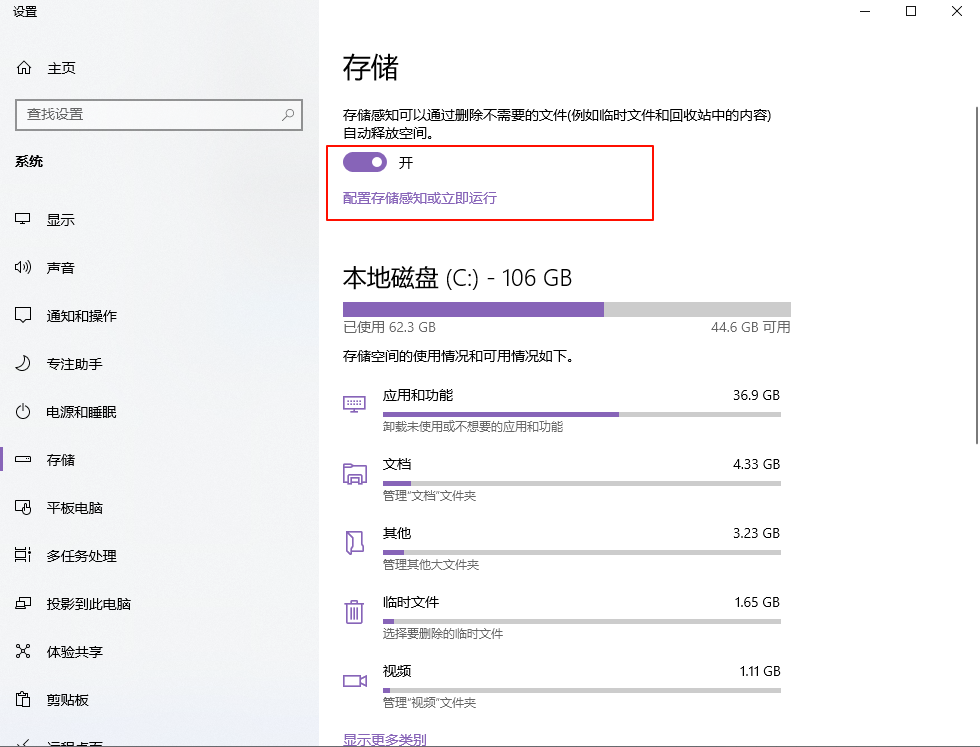 设置
主页
查找设置
系统
显示
声音
通知和操作
专注助手
电源和睡眠
存储
平板电脑
多任务处理
投影到此电脑
体验共享
剪贴板
远程桌面
存储
存储感知可以通过删除不需要的文件(例如临时文件和回收站中的内容)
自动释放空间。
开
配置存储感知或立即运行
本地磁盘 (C:) - 106 GB
已使用 62.3 GB
44.6 GB 可用
存储空间的使用情况和可用情况如下。
应用和功能
36.9 GB
卸载未使用或不想要的应用和功能
文档
4.33 GB
管理"文档"文件夹
其他
3.23 GB
管理其他大文件夹
临时文件
1.65 GB
选择要删除的临时文件
视频
1.11 GB
管理"视频"文件夹
显示更多类别